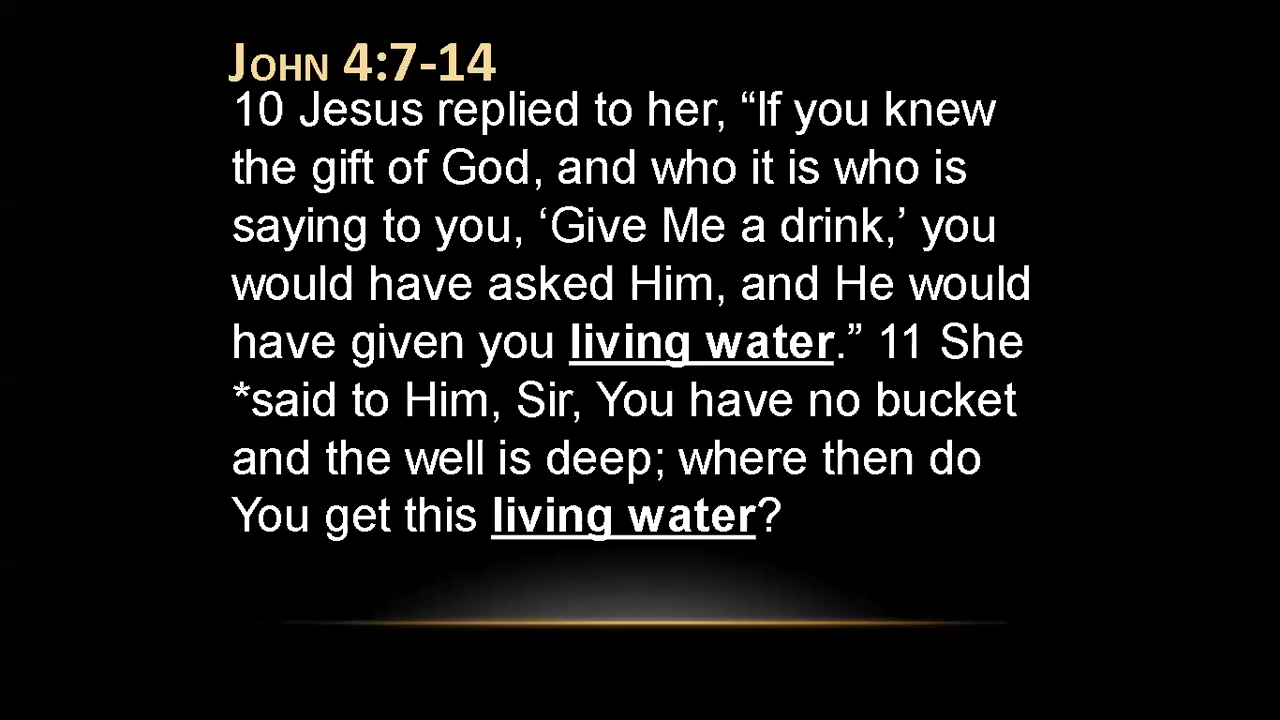 John 4:7-14
10 Jesus replied to her, “If you knew
the gift of God, and who it is who is
saying to you, ‘Give Me a drink,’ you
would have asked Him, and He would
have given you living water.” 11 She
*said to Him, Sir, You have no bucket
and the well is deep; where then do
You get this living water?